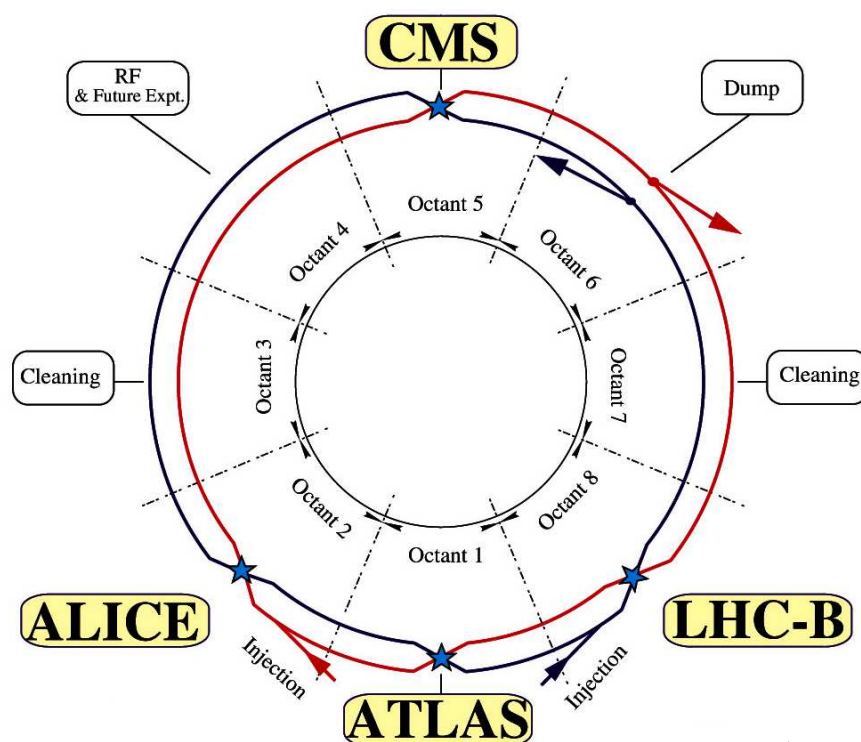 CMS
RF
& Future Expt.
Dump
Octant 5
Octant 4
Octant 6
Octant 3
Octant 7
Cleaning
Cleaning
Octant 2
Octant 8
Octant 1
ALICE
LHC-B
Injection
Injection
ATLAS